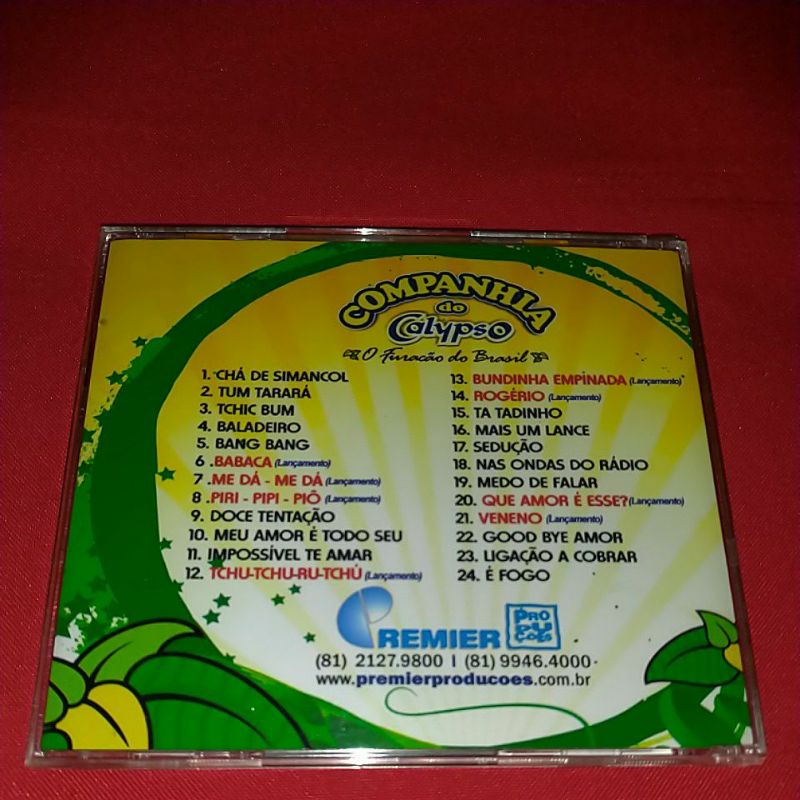 COMPANHIA
do
Calypso
O Furacão do Brasil
1. CHÁ DE SIMANCOL
2. TUM TARARÁ
3. TCHIC BUM
4. BALADEIRO
5. BANG BANG
6 .BABACA (Lançamento)
7 .ME DÁ - ME DÁ (Lançamento)
8 .PIRI - PIPI - PIÔ (Lançamento)
9. DOCE TENTAÇÃO
10. MEU AMOR É TODO SEU
11. IMPOSSÍVEL TE AMAR
12. TCHU-TCHU-RU-TCHÚ (Lançamento)
13. BUNDINHA EMPINADA (Lançamento)
14. ROGÉRIO (Lançamento)
15. TA TADINHO
16. MAIS UM LANCE
17. SEDUÇÃO
18. NAS ONDAS DO RÁDIO
19. MEDO DE FALAR
20. QUE AMOR É ESSE? (Lançamento)
21. VENENO (Lançamento)
22. GOOD BYE AMOR
23. LIGAÇÃO A COBRAR
24. É FOGO
PREMIER
PRO
DU
ÇÕES
(81) 2127.9800 | (81) 9946.4000
www.premierproducoes.com.br